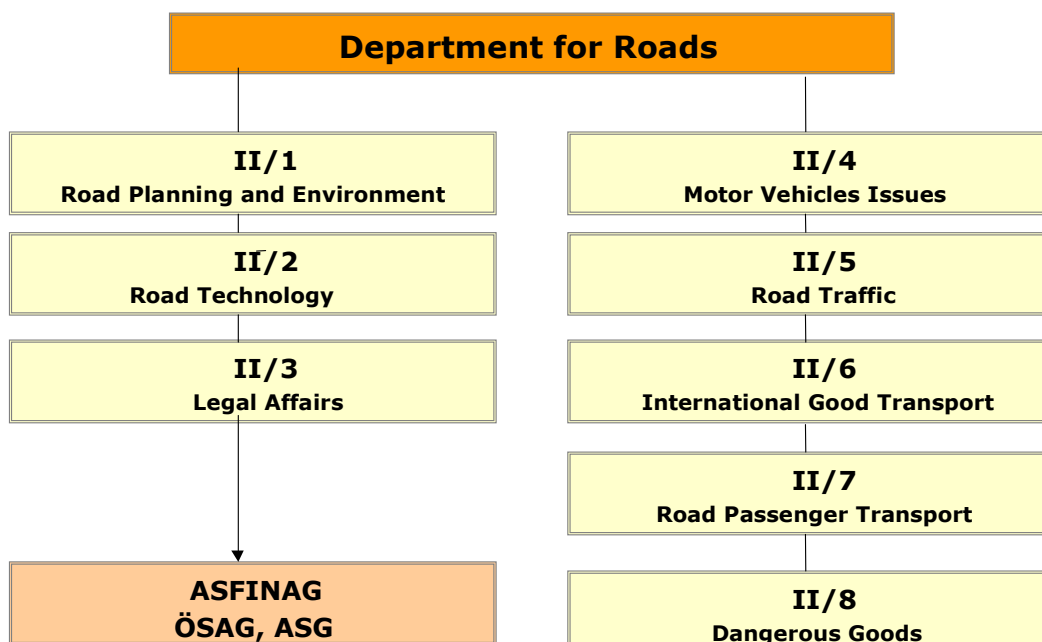 Department for Roads
II/1
Road Planning and Environment
II/2
Road Technology
II/3
Legal Affairs
ASFINAG
ÖSAG, ASG
II/4
Motor Vehicles Issues
II/5
Road Traffic
II/6
International Good Transport
II/7
Road Passenger Transport
II/8
Dangerous Goods